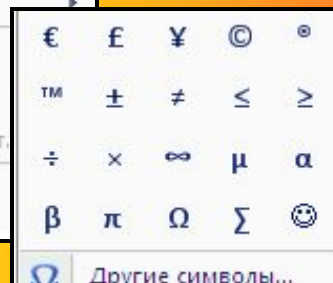 € £ ¥ © ®
™ ± ≠ ≤ ≥
÷ × ∞ µ α
β π Ω ∑ ☺
Ω Другие символы...